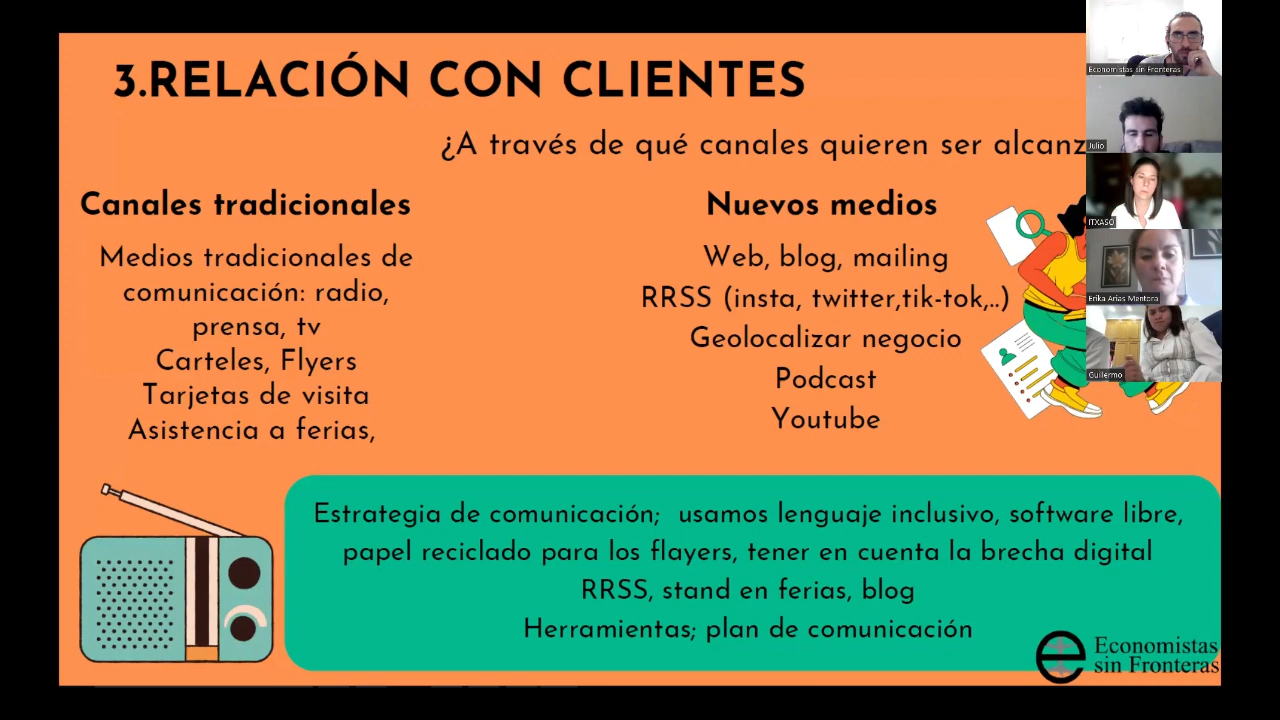 3.RELACIÓN CON CLIENTES
¿A través de qué canales quieren ser alcanz
Canales tradicionales
Medios tradicionales de
comunicación: radio,
prensa, tv
Carteles, Flyers
Tarjetas de visita
Asistencia a ferias,
Nuevos medios
Web, blog, mailing
RRSS (insta, twitter,tik-tok,..)
Geolocalizar negocio
Podcast
Youtube
Estrategia de comunicación;  usamos lenguaje inclusivo, software libre,
papel reciclado para los flayers, tener en cuenta la brecha digital
RRSS, stand en ferias, blog
Herramientas; plan de comunicación
Economistas
sin Fronteras
Economistas sin Fronteras
Julio
ITXASO
Erika Arias Mentora
Guillermo